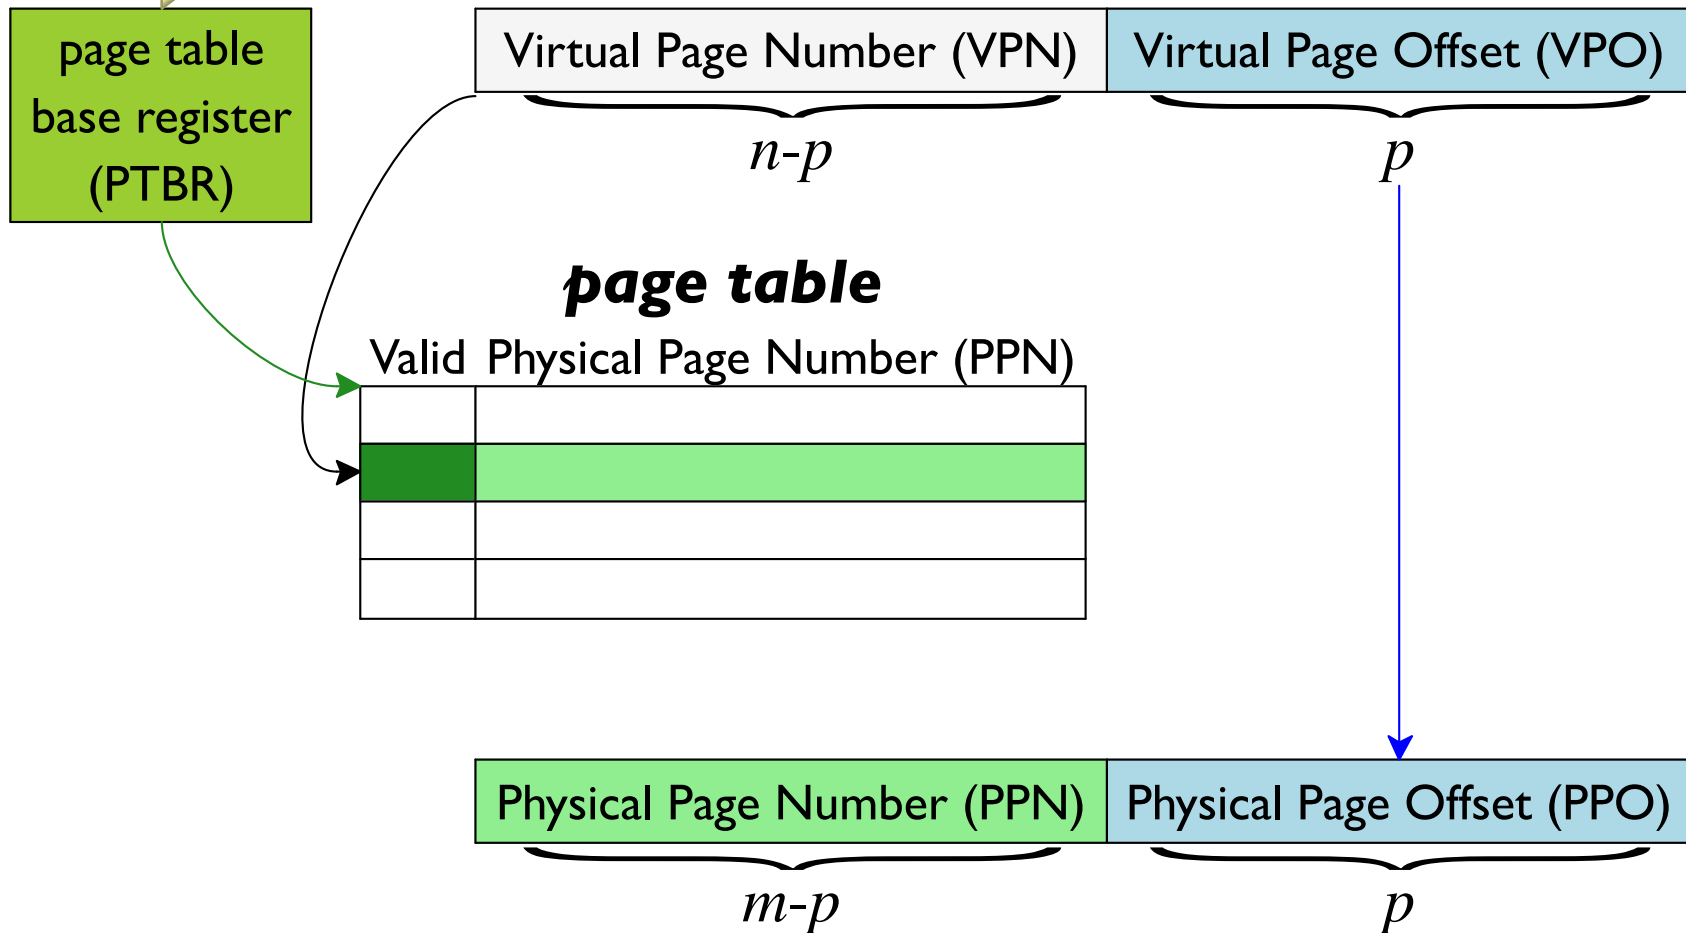 page table
base register
(PTBR)
Virtual Page Number (VPN) Virtual Page Offset (VPO)
n-p p
page table
Valid Physical Page Number (PPN)
Physical Page Number (PPN) Physical Page Offset (PPO)
m-p p